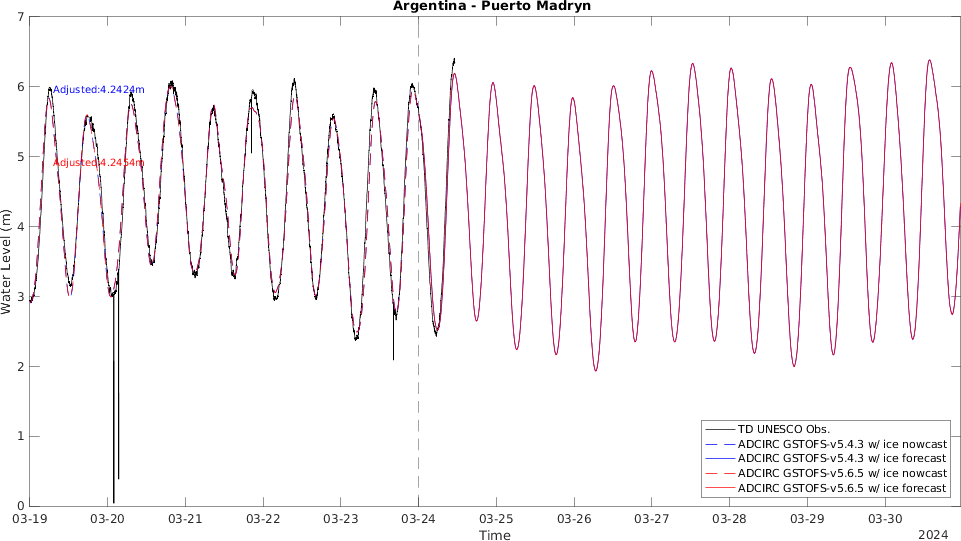 Argentina - Puerto Madryn
7
6
5
4
3
2
1
0
Water Level (m)
Adjusted:4.2424m
Adjusted:4.2454m
TD UNESCO Obs.
ADCIRC GSTOFS-v5.4.3 w/ ice nowcast
ADCIRC GSTOFS-v5.4.3 w/ ice forecast
ADCIRC GSTOFS-v5.6.5 w/ ice nowcast
ADCIRC GSTOFS-v5.6.5 w/ ice forecast
03-19 03-20 03-21 03-22 03-23 03-24 03-25 03-26 03-27 03-28 03-29 03-30
Time
2024